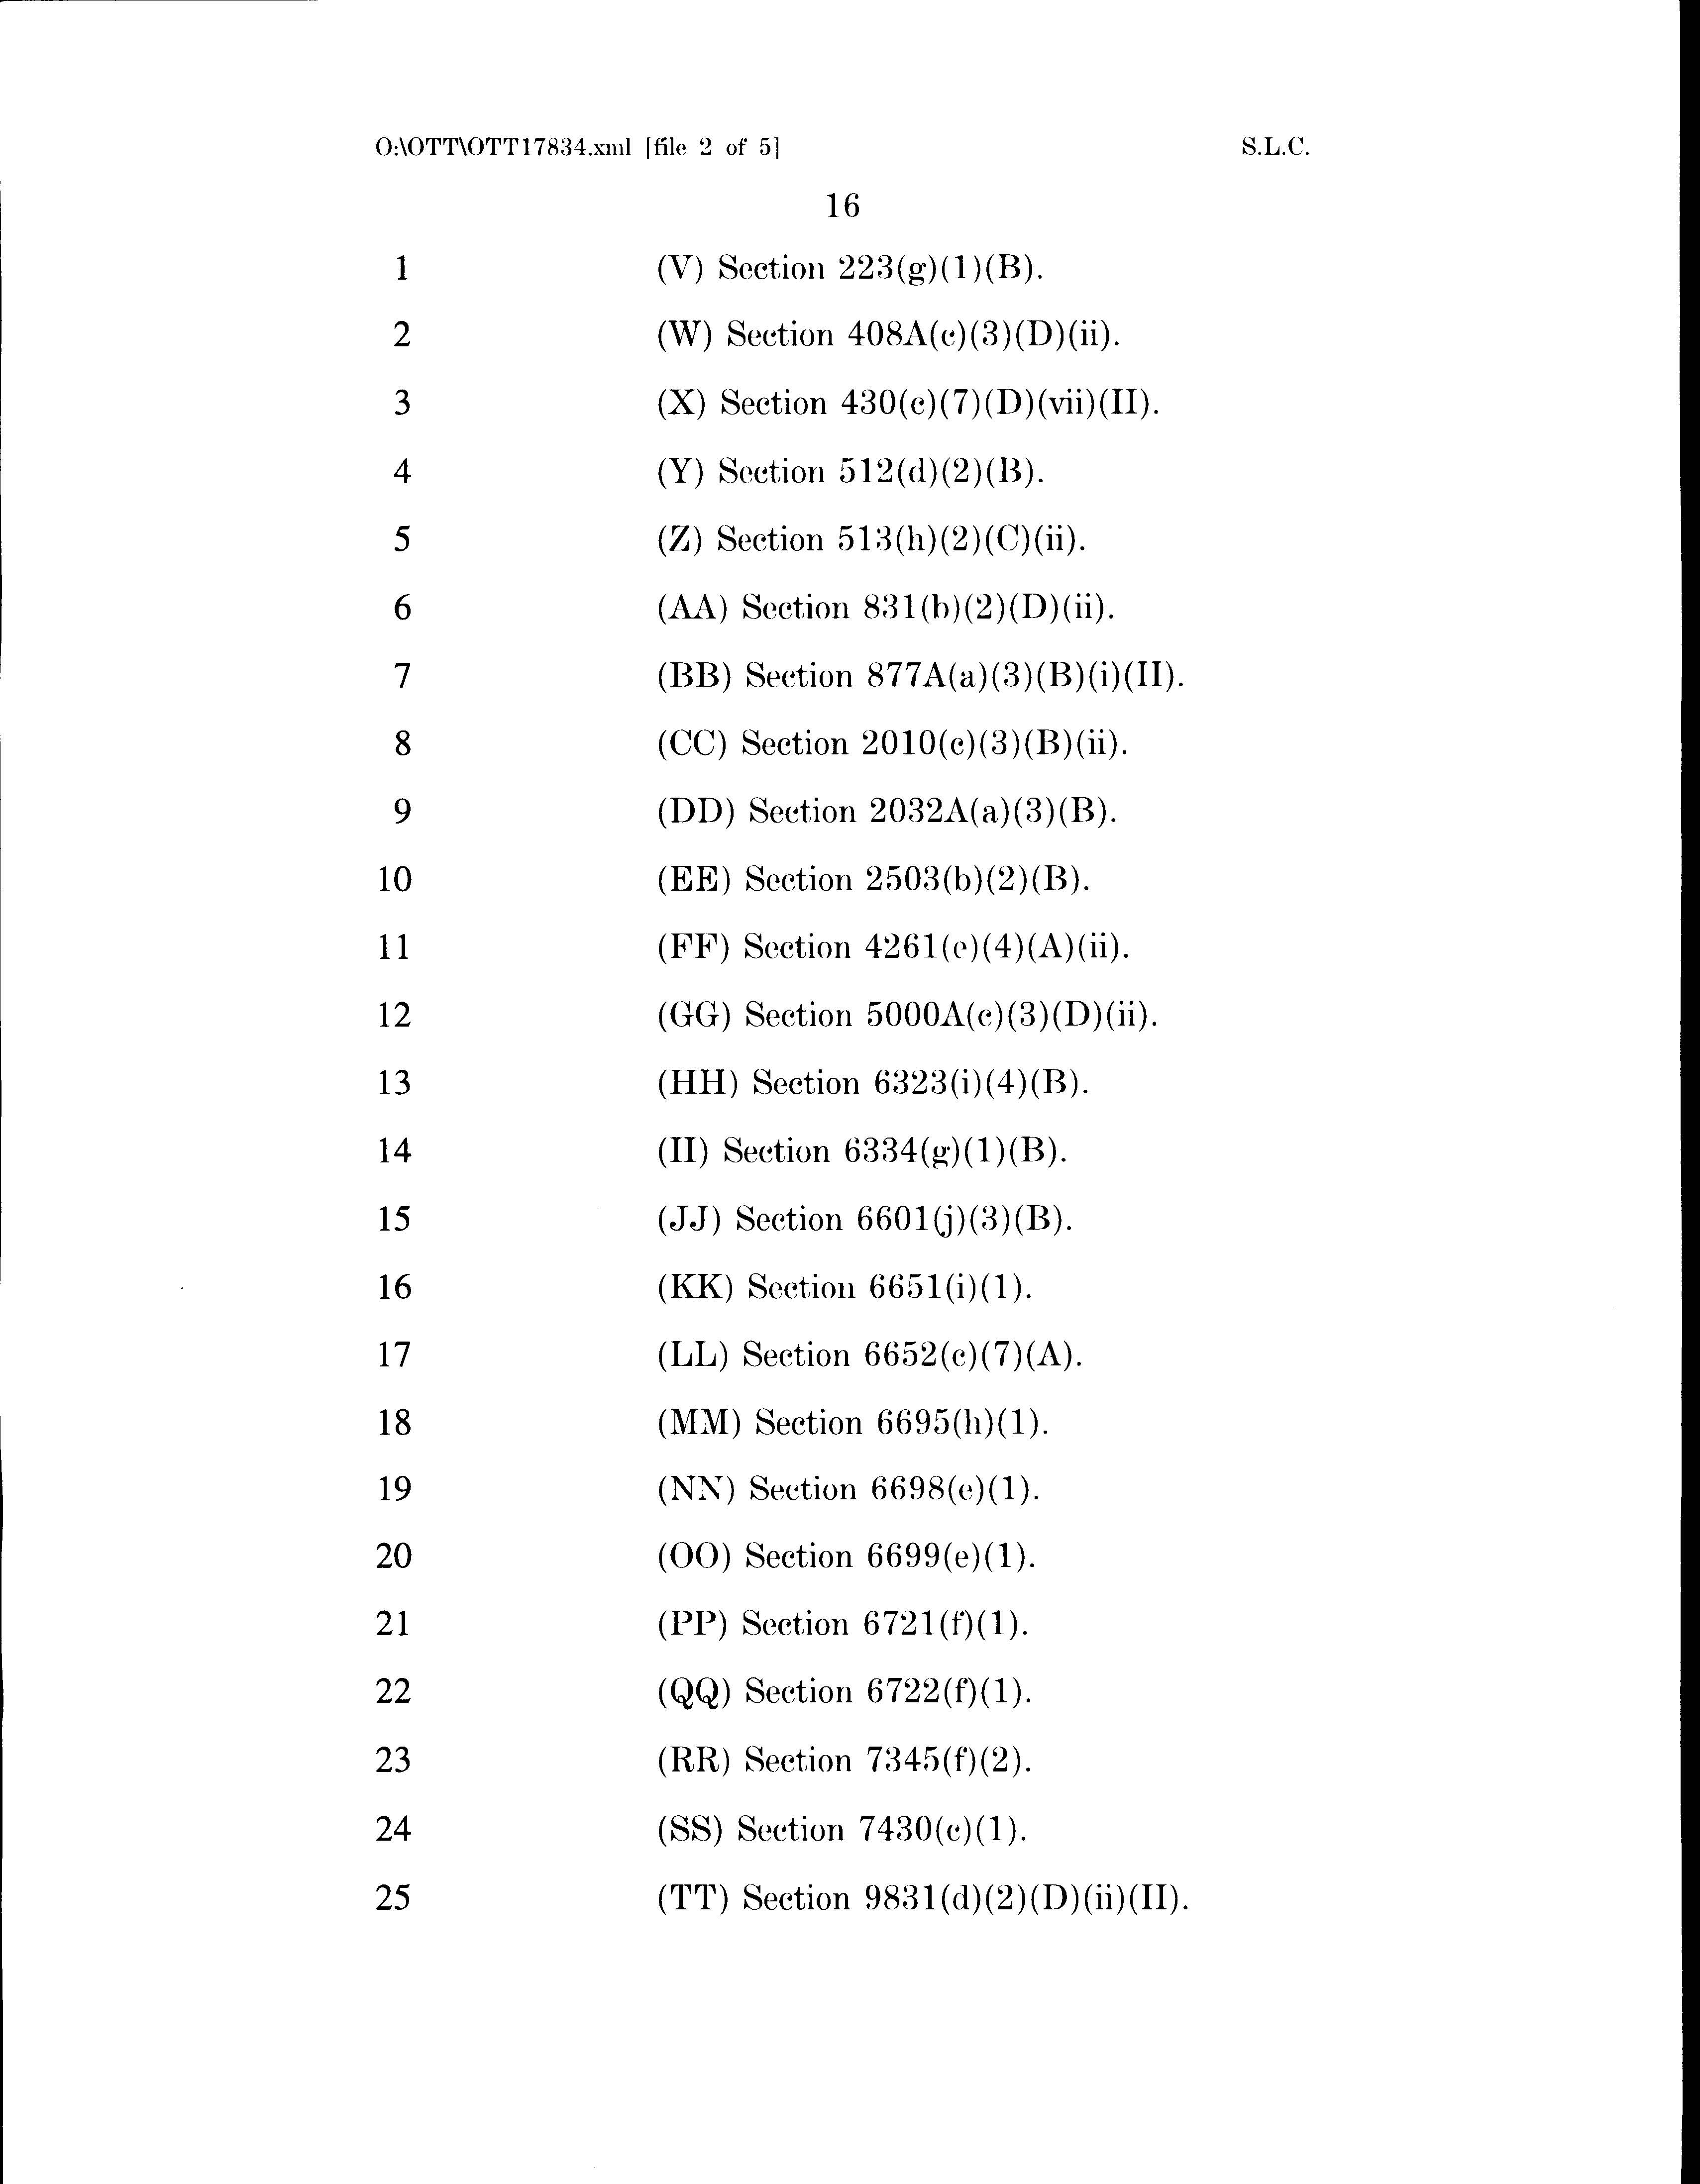 O:\OTT\OTT17834.xml [file 2 of 5] S.L.C.
16
1 (V) Section 223(g)(1)(B).
2 (W) Section 408A(c)(3)(D)(ii).
3 (X) Section 430(c)(7)(D)(vii)(II).
4 (Y) Section 512(d)(2)(B).
5 (Z) Section 513(h)(2)(C)(ii).
6 (AA) Section 831(b)(2)(D)(ii).
7 (BB) Section 877A(a)(3)(B)(i)(II).
8 (CC) Section 2010(c)(3)(B)(ii).
9 (DD) Section 2032A(a)(3)(B).
10 (EE) Section 2503(b)(2)(B).
11 (FF) Section 4261(e)(4)(A)(ii).
12 (GG) Section 5000A(c)(3)(D)(ii).
13 (HH) Section 6323(i)(4)(B).
14 (II) Section 6334(g)(1)(B).
15 (JJ) Section 6601(j)(3)(B).
16 (KK) Section 6651(i)(1).
17 (LL) Section 6652(c)(7)(A).
18 (MM) Section 6695(h)(1).
19 (NN) Section 6698(e)(1).
20 (OO) Section 6699(e)(1).
21 (PP) Section 6721(f)(1).
22 (QQ) Section 6722(f)(1).
23 (RR) Section 7345(f)(2).
24 (SS) Section 7430(c)(1).
25 (TT) Section 9831(d)(2)(D)(ii)(II).